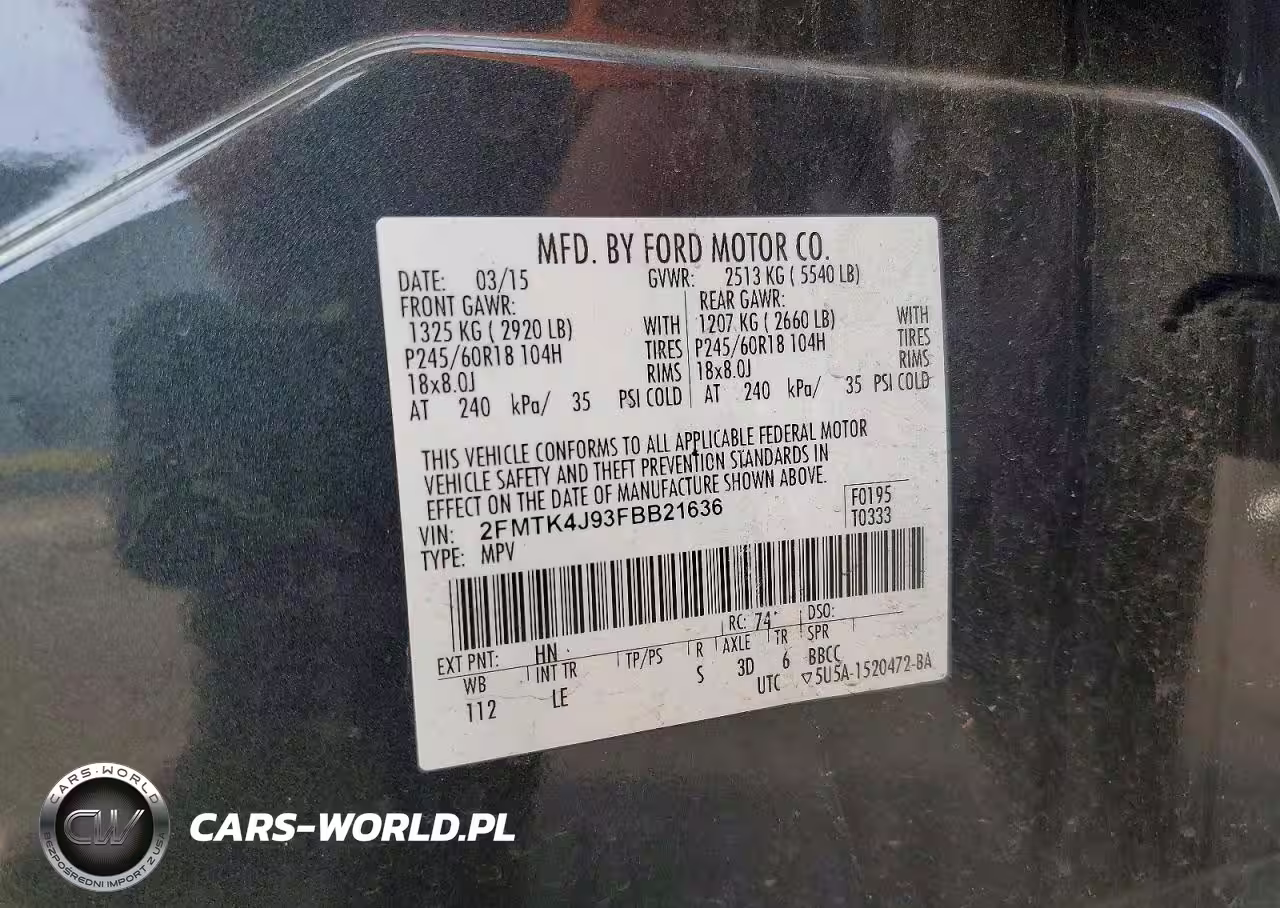 MFD. BY FORD MOTOR CO.
DATE: 03/15 GVWR: 2513 KG ( 5540 LB)
FRONT GAWR: REAR GAWR:
1325 KG ( 2920 LB) WITH 1207 KG ( 2660 LB) WITH
P245/60R18 104H TIRES P245/60R18 104H TIRES
18x8.0J RIMS 18x8.0J RIMS
AT 240 kPa/ 35 PSI COLD AT 240 kPa/ 35 PSI COLD
THIS VEHICLE CONFORMS TO ALL APPLICABLE FEDERAL MOTOR
VEHICLE SAFETY AND THEFT PREVENTION STANDARDS IN
EFFECT ON THE DATE OF MANUFACTURE SHOWN ABOVE.
VIN: 2FMTK4J93FBB21636 F0195
TYPE: MPV T0333
EXT PNT: HN RC: 74 DSO:
WB INT TR TP/PS R AXLE TR SPR
112 LE S 3D 6 BBCC
UTC ▽5U5A-1520472-BA
CARS-WORLD
CW
BEZPOŚREDNI IMPORT Z USA
CARS-WORLD.PL